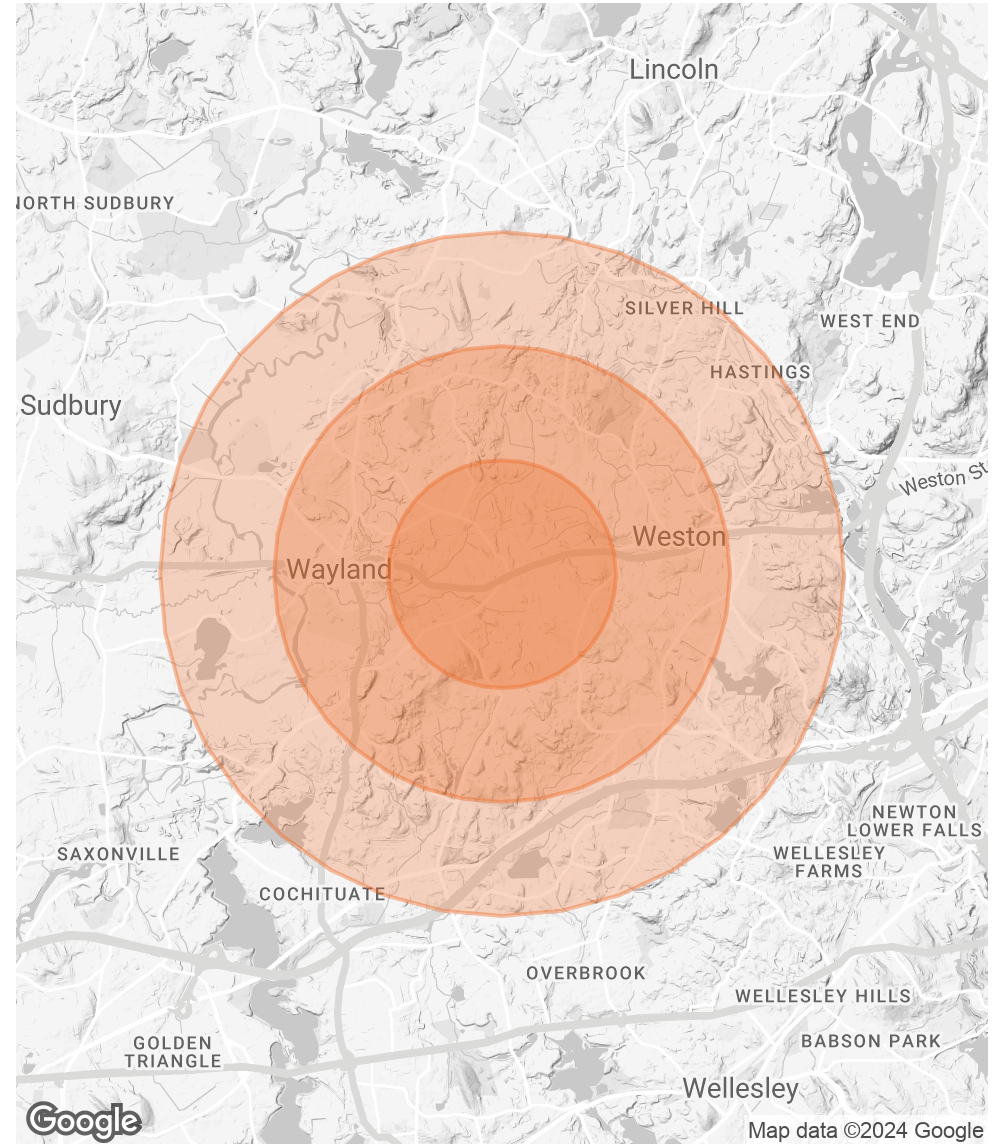 Lincoln
NORTH SUDBURY
SILVER HILL
WEST END
HASTINGS
Sudbury
Weston St
Weston
Wayland
NEWTON
LOWER FALLS
SAXONVILLE
WELLESLEY
FARMS
COCHITUATE
OVERBROOK
WELLESLEY HILLS
GOLDEN
TRIANGLE
BABSON PARK
Wellesley
Google
Map data ©2024 Google